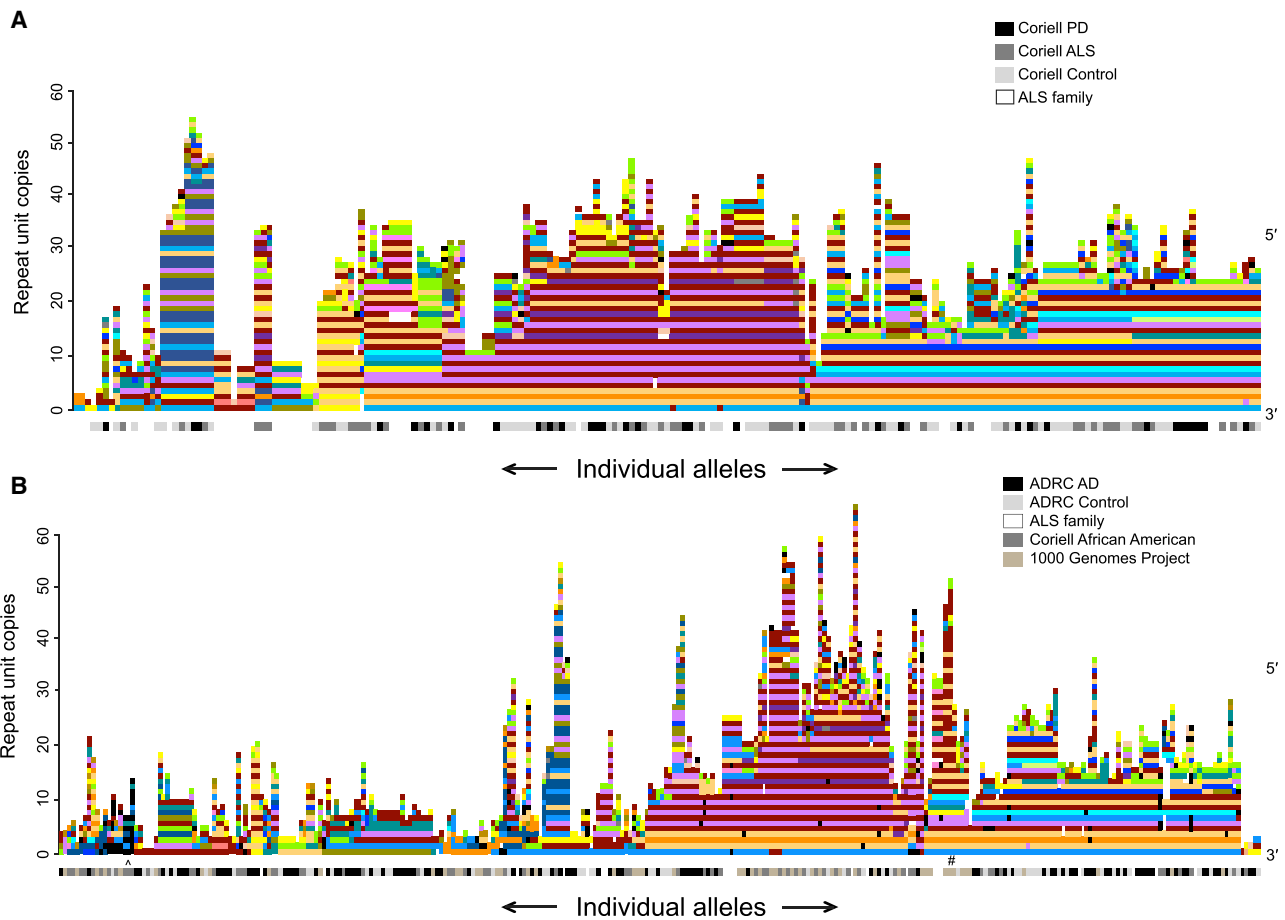 A
Coriell PD
Coriell ALS
Coriell Control
ALS family
Repeat unit copies
60
50
40
30
20
10
0
5′
3′
Individual alleles
B
ADRC AD
ADRC Control
ALS family
Coriell African American
1000 Genomes Project
Repeat unit copies
60
50
40
30
20
10
0
5′
3′
^
#
Individual alleles